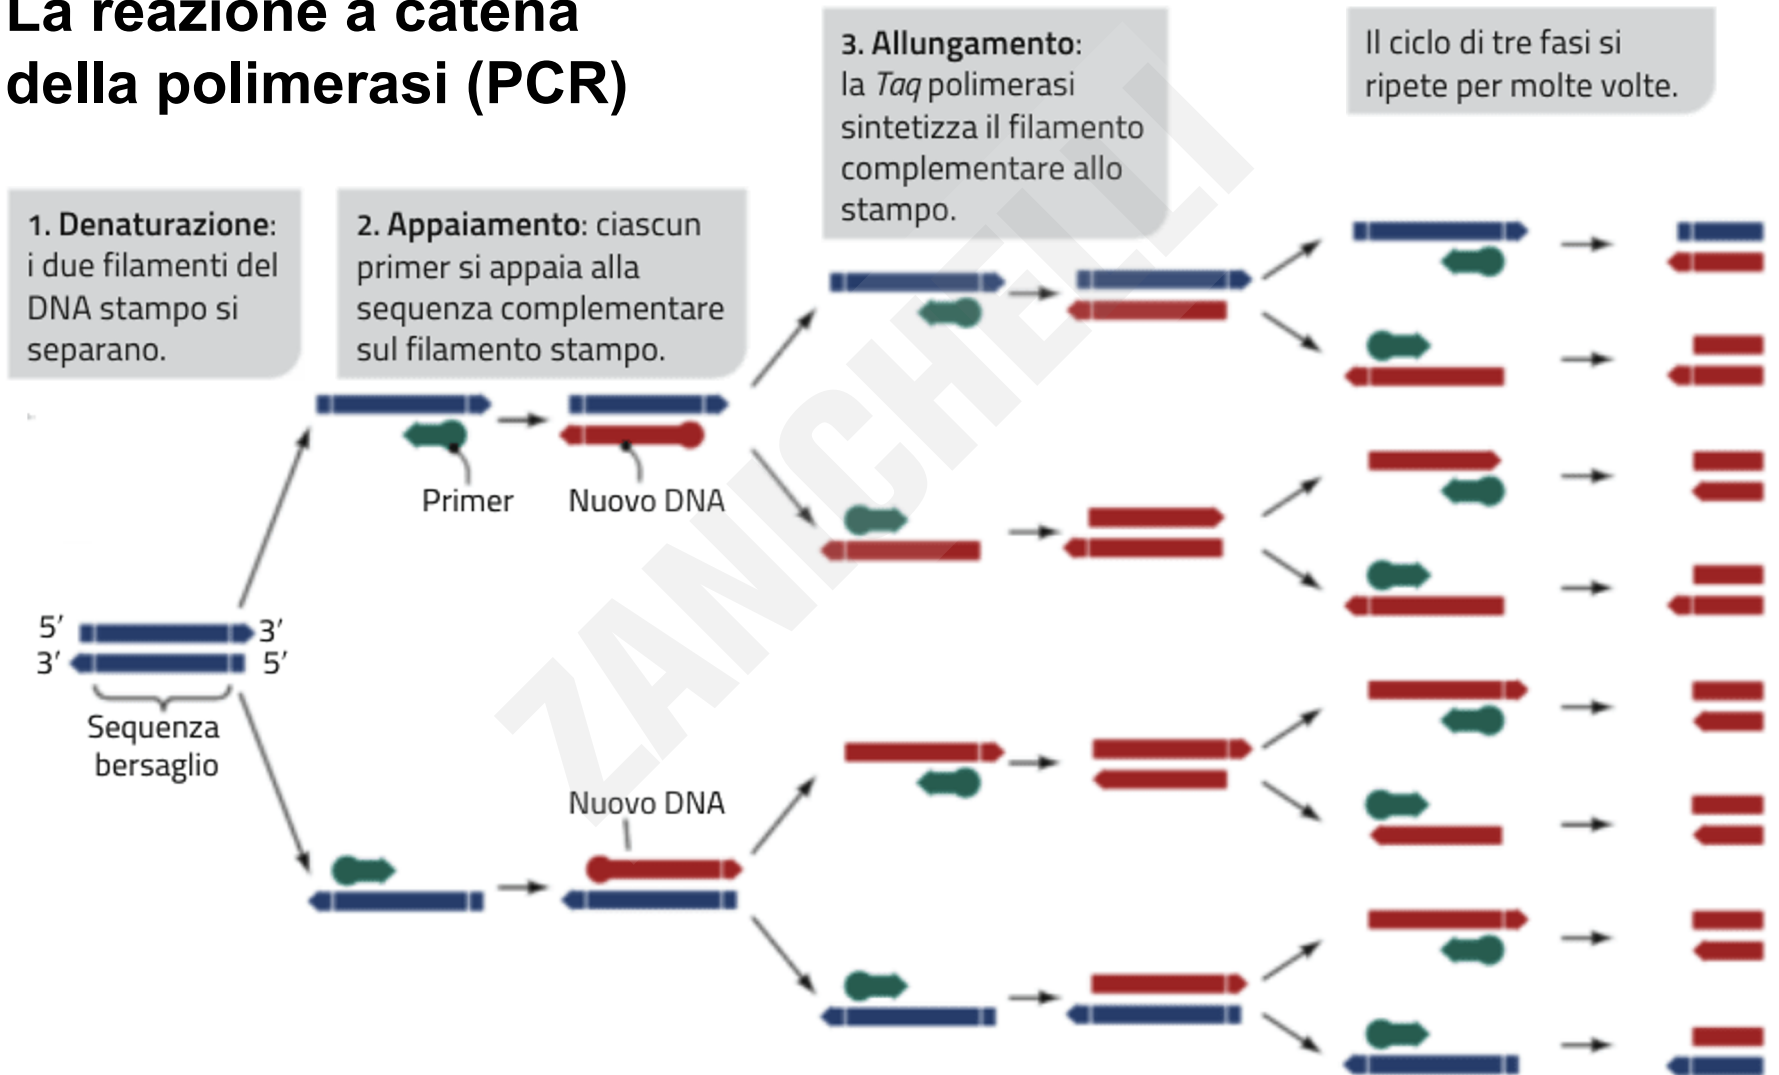 La reazione a catena
della polimerasi (PCR)
1. Denaturazione:
i due filamenti del
DNA stampo si
separano.
2. Appaiamento: ciascun
primer si appaia alla
sequenza complementare
sul filamento stampo.
3. Allungamento:
la Taq polimerasi
sintetizza il filamento
complementare allo
stampo.
Il ciclo di tre fasi si
ripete per molte volte.
Primer
Nuovo DNA
5′
3′
3′
5′
Sequenza
bersaglio
Nuovo DNA
ZANICHELLI